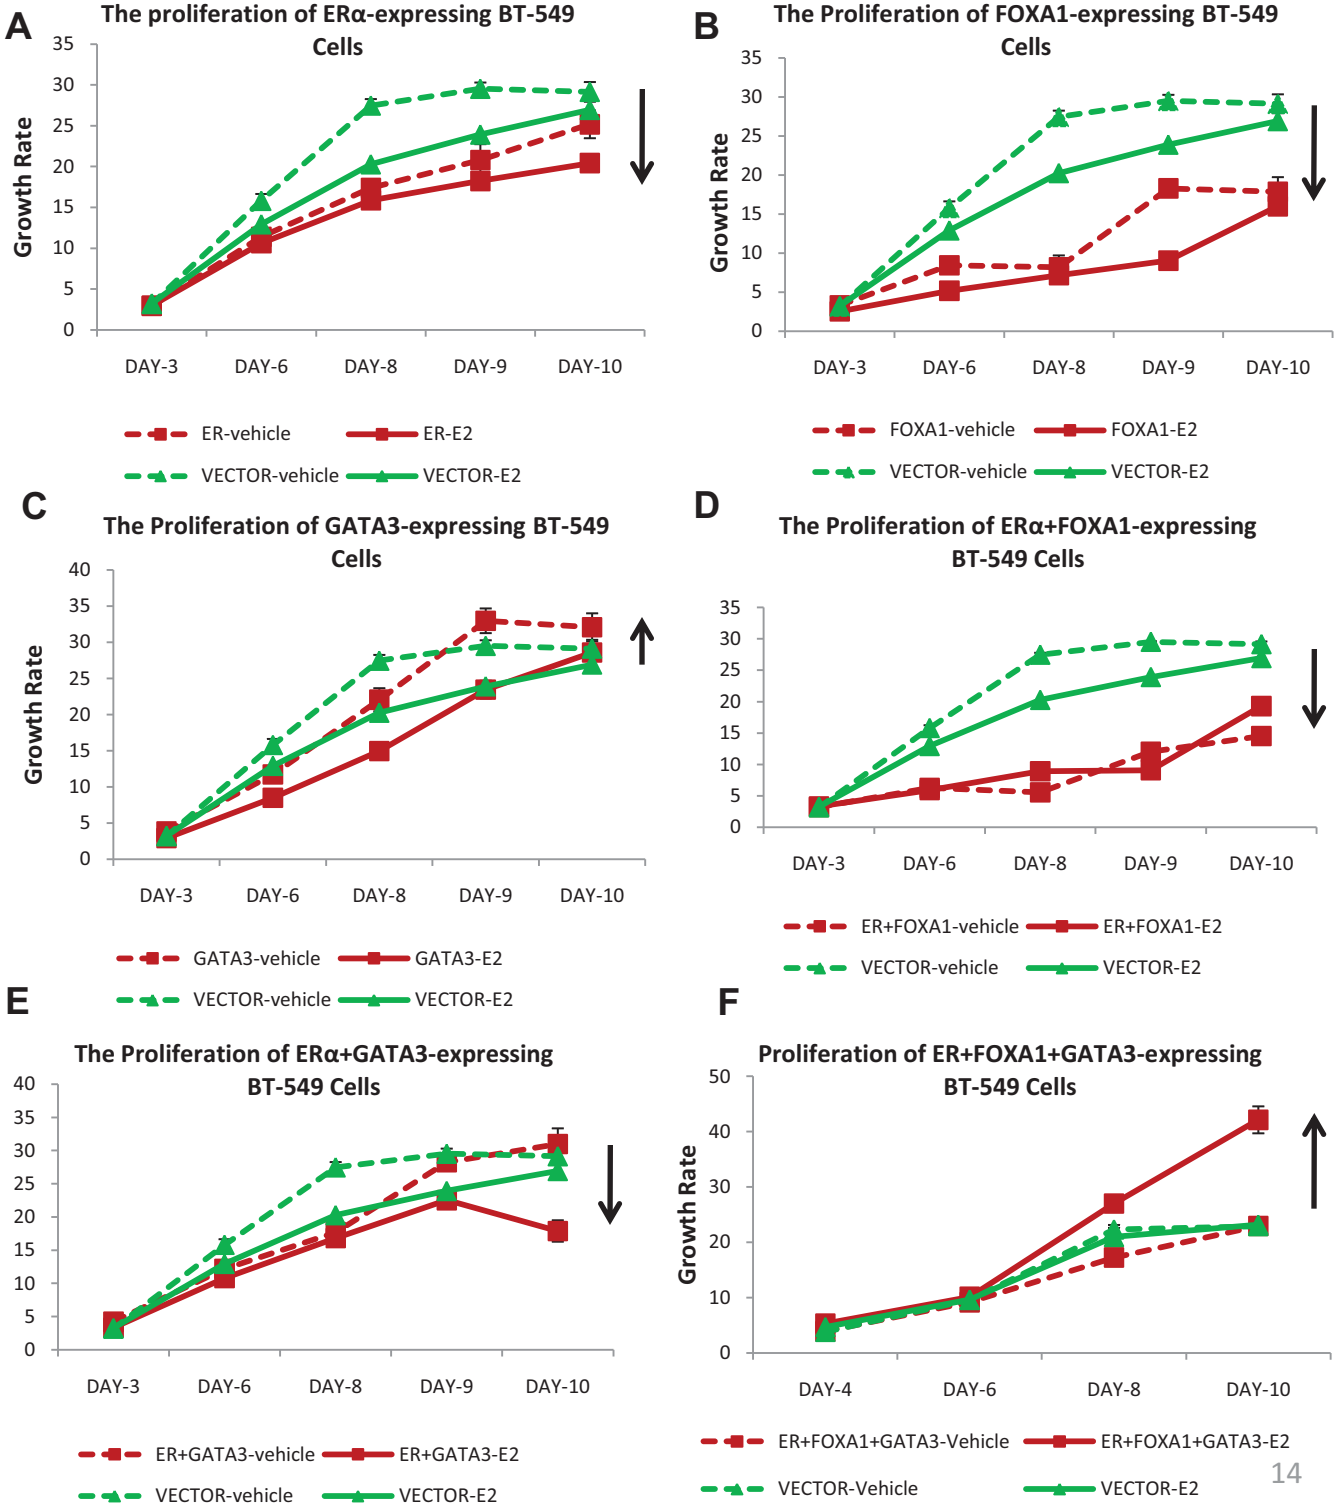 A
The proliferation of ERα-expressing BT-549
Cells
35
30
25
20
15
10
5
0
Growth Rate
DAY-3 DAY-6 DAY-8 DAY-9 DAY-10
ER-vehicle ER-E2
VECTOR-vehicle VECTOR-E2
B
The Proliferation of FOXA1-expressing BT-549
Cells
35
30
25
20
15
10
5
0
Growth Rate
DAY-3 DAY-6 DAY-8 DAY-9 DAY-10
FOXA1-vehicle FOXA1-E2
VECTOR-vehicle VECTOR-E2
C
The Proliferation of GATA3-expressing BT-549
Cells
40
35
30
25
20
15
10
5
0
Growth Rate
DAY-3 DAY-6 DAY-8 DAY-9 DAY-10
GATA3-vehicle GATA3-E2
VECTOR-vehicle VECTOR-E2
D
The Proliferation of ERα+FOXA1-expressing
BT-549 Cells
35
30
25
20
15
10
5
0
DAY-3 DAY-6 DAY-8 DAY-9 DAY-10
ER+FOXA1-vehicle ER+FOXA1-E2
VECTOR-vehicle VECTOR-E2
E
The Proliferation of ERα+GATA3-expressing
BT-549 Cells
40
35
30
25
20
15
10
5
0
DAY-3 DAY-6 DAY-8 DAY-9 DAY-10
ER+GATA3-vehicle ER+GATA3-E2
VECTOR-vehicle VECTOR-E2
F
Proliferation of ER+FOXA1+GATA3-expressing
BT-549 Cells
50
40
30
20
10
0
Growth Rate
DAY-4 DAY-6 DAY-8 DAY-10
ER+FOXA1+GATA3-Vehicle ER+FOXA1+GATA3-E2
VECTOR-Vehicle VECTOR-E2
14